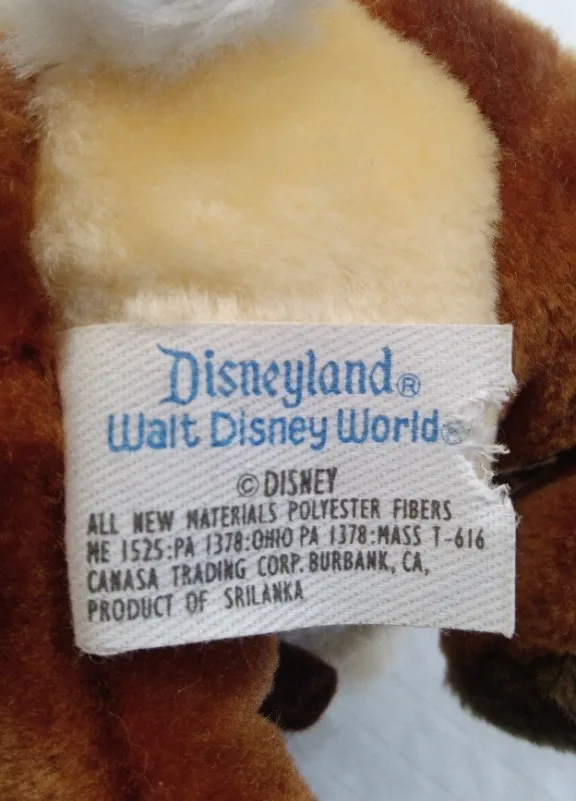 Disneyland®
Walt Disney World®
© DISNEY
ALL NEW MATERIALS POLYESTER FIBERS
ME 1525:PA 1378:OHIO PA 1378:MASS T-616
CANASA TRADING CORP. BURBANK, CA,
PRODUCT OF SRILANKA